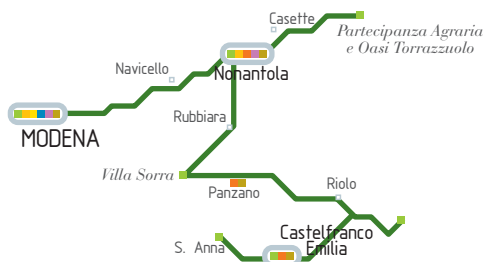 Casette
Partecipanza Agraria
e Oasi Torrazzuolo
Navicello
Nonantola
MODENA
Rubbiara
Villa Sorra
Panzano
Riolo
Castelfranco
Emilia
S. Anna